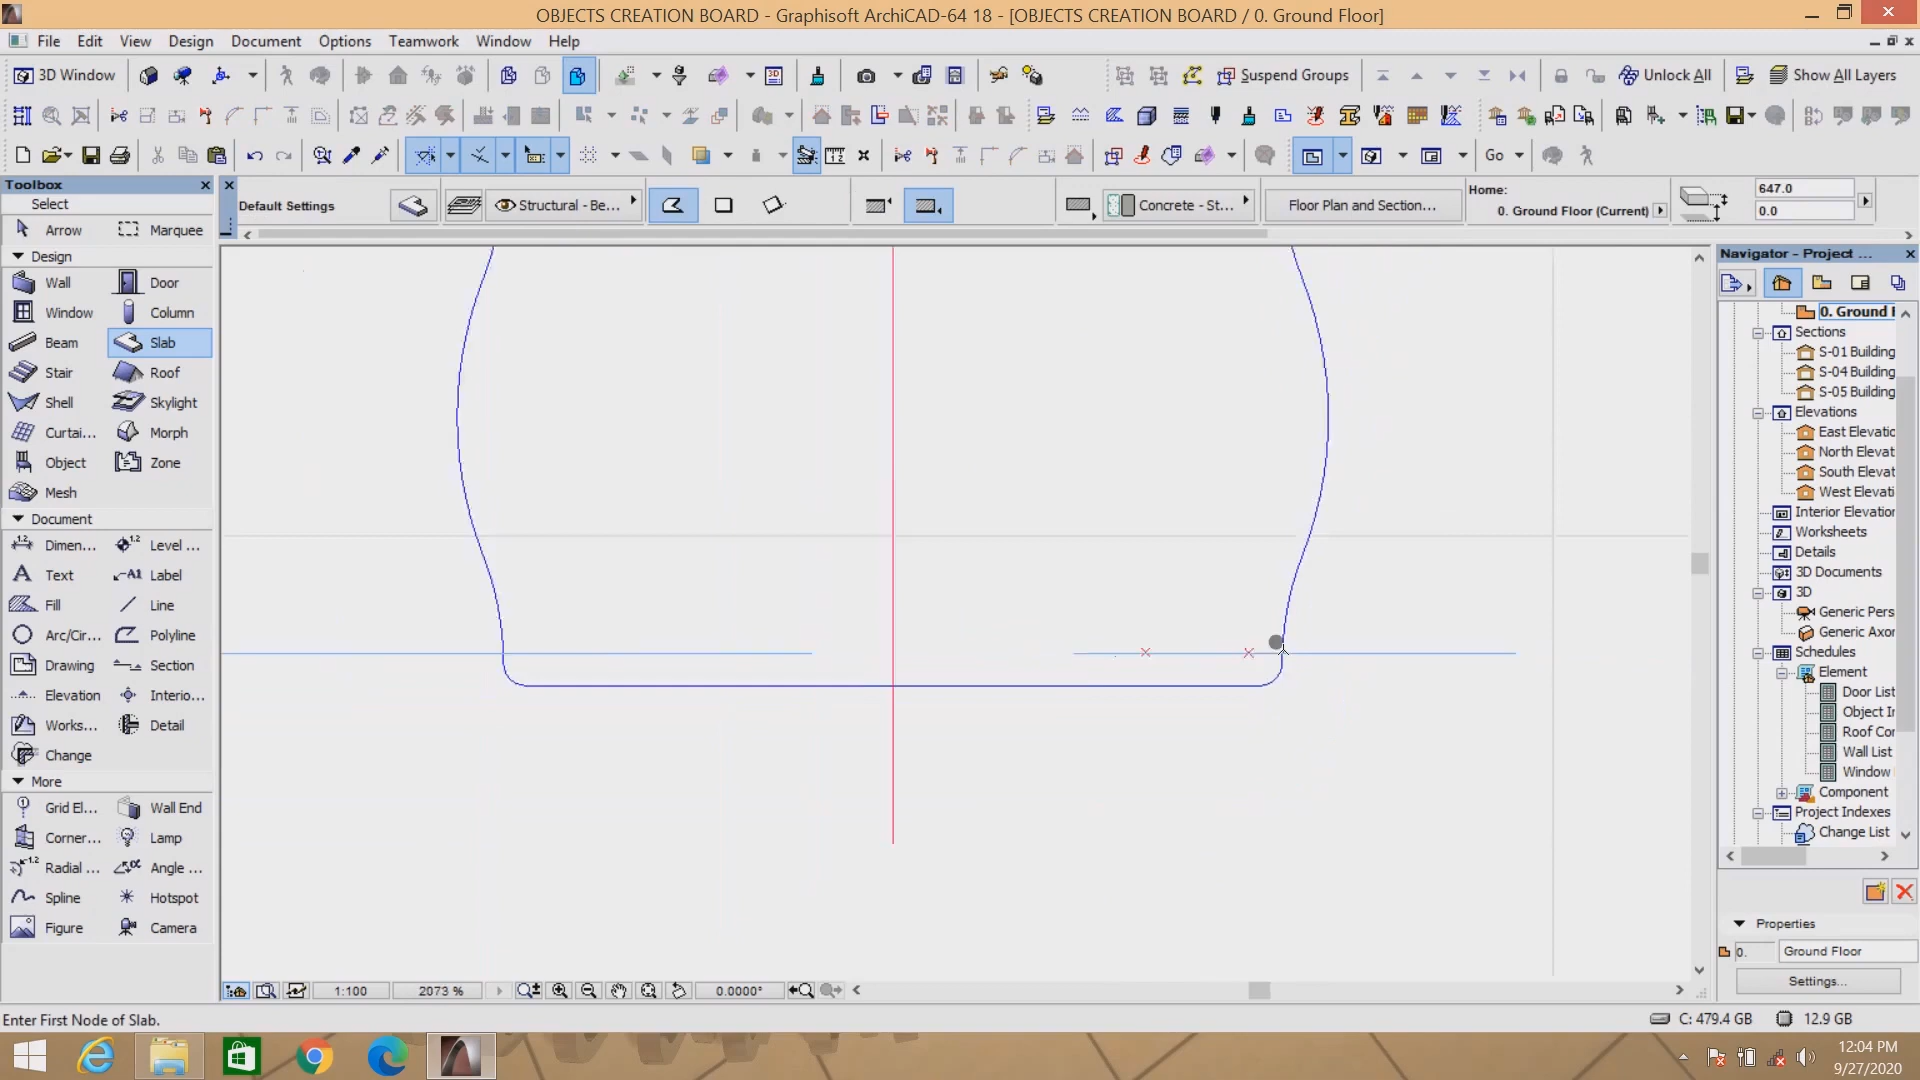 OBJECTS CREATION BOARD - Graphisoft ArchiCAD-64 18 - [OBJECTS CREATION BOARD / 0. Ground Floor]
File Edit View Design Document Options Teamwork Window Help
3D Window Suspend Groups Unlock All Show All Layers
Go
Toolbox
Select
Arrow Marquee
Design
Wall Door
Window Column
Beam Slab
Stair Roof
Shell Skylight
Curtai... Morph
Object Zone
Mesh
Document
Dimen... Level ...
Text Label
Fill Line
Arc/Cir... Polyline
Drawing Section
Elevation Interio...
Works... Detail
Change
More
Grid El... Wall End
Corner... Lamp
Radial ... Angle ...
Spline Hotspot
Figure Camera
Default Settings
Structural - Be...
Concrete - St...
Floor Plan and Section...
Home:
0. Ground Floor (Current)
647.0
0.0
Navigator - Project ...
0. Ground
Sections
S-01 Building
S-04 Building
S-05 Building
Elevations
East Elevatio
North Elevat
South Elevat
West Elevati
Interior Elevation
Worksheets
Details
3D Documents
3D
Generic Pers
Generic Axor
Schedules
Element
Door List
Object In
Roof Cor
Wall List
Window
Component
Project Indexes
Change List
Properties
0. Ground Floor
Settings...
1:100 2073 % 0.0000°
Enter First Node of Slab.
C: 479.4 GB 12.9 GB
12:04 PM
9/27/2020